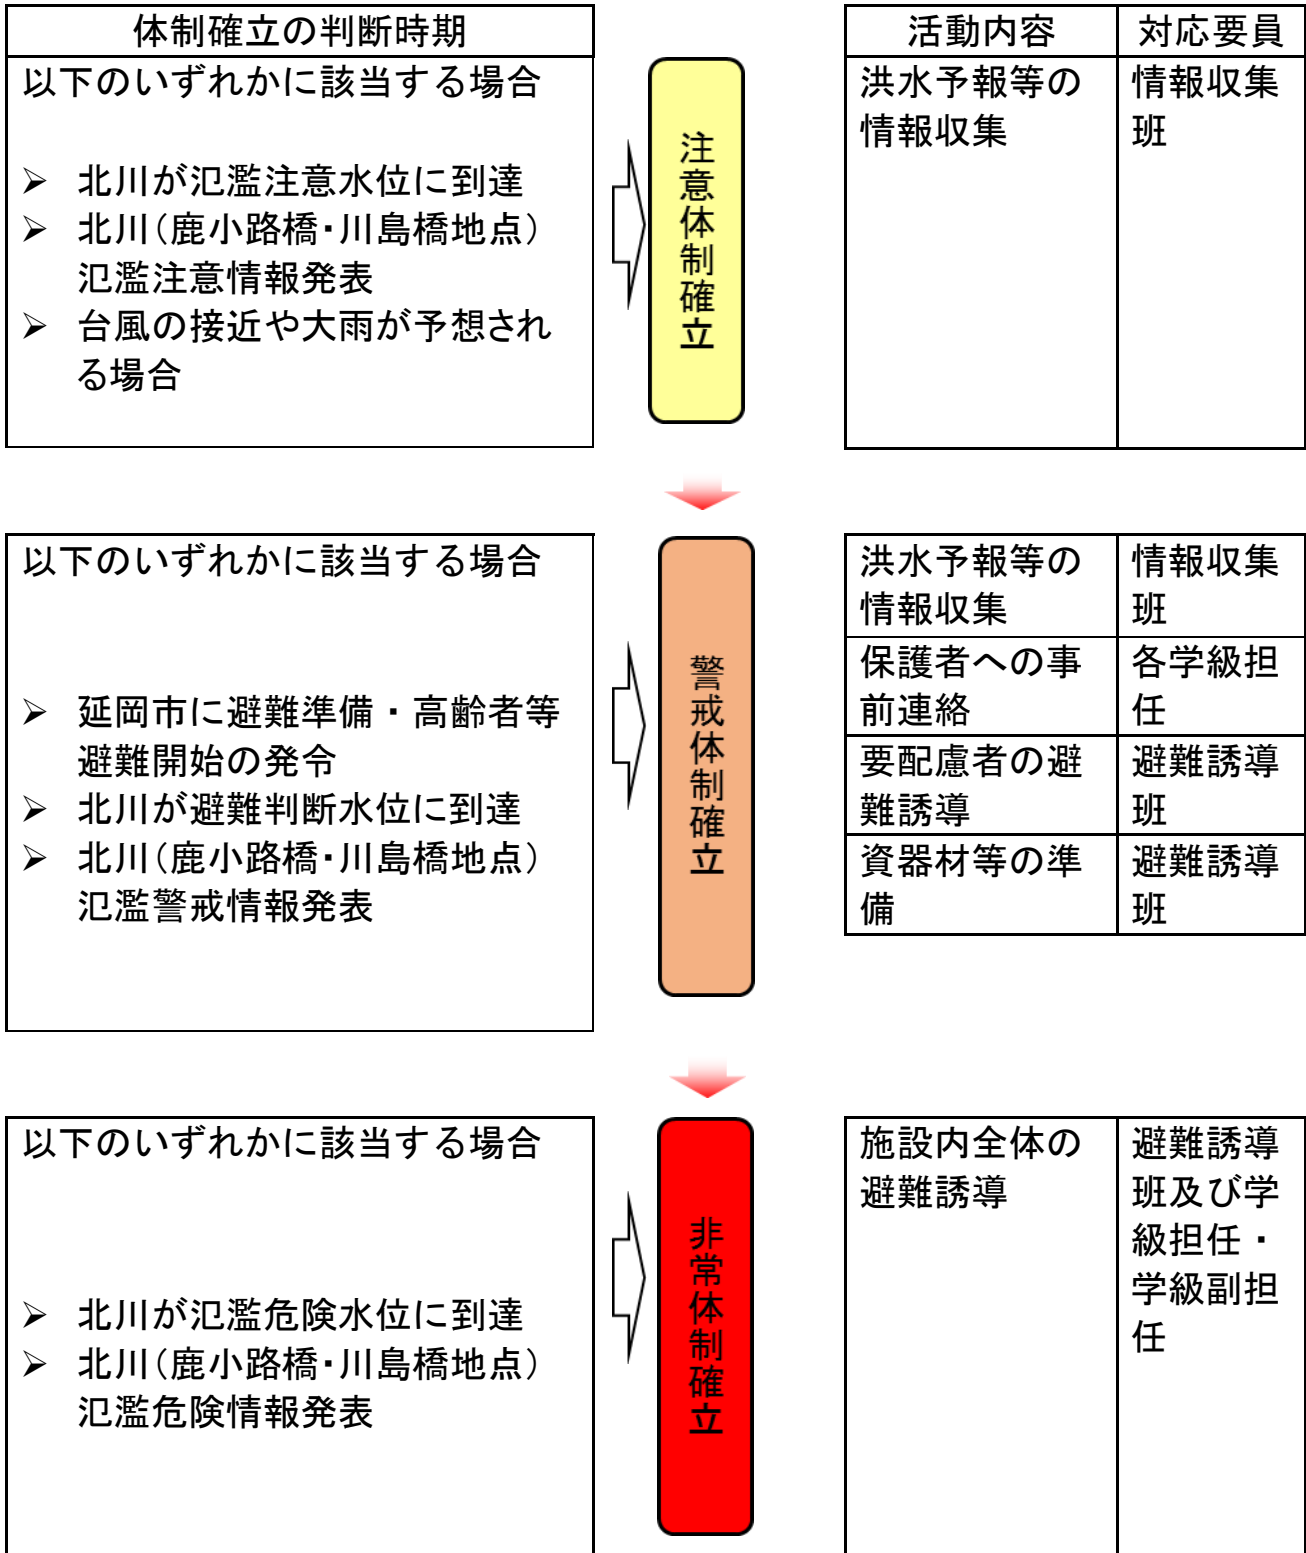 体制確立の判断時期
以下のいずれかに該当する場合
➢ 北川が氾濫注意水位に到達
➢ 北川（鹿小路橋・川島橋地点）
氾濫注意情報発表
➢ 台風の接近や大雨が予想され
る場合
注意体制確立
活動内容
対応要員
洪水予報等の
情報収集
情報収集
班
以下のいずれかに該当する場合
➢ 延岡市に避難準備・高齢者等
避難開始の発令
➢ 北川が避難判断水位に到達
➢ 北川（鹿小路橋・川島橋地点）
氾濫警戒情報発表
警戒体制確立
洪水予報等の
情報収集
情報収集
班
保護者への事
前連絡
各学級担
任
要配慮者の避
難誘導
避難誘導
班
資器材等の準
備
避難誘導
班
以下のいずれかに該当する場合
➢ 北川が氾濫危険水位に到達
➢ 北川（鹿小路橋・川島橋地点）
氾濫危険情報発表
非常体制確立
施設内全体の
避難誘導
避難誘導
班及び学
級担任・
学級副担
任